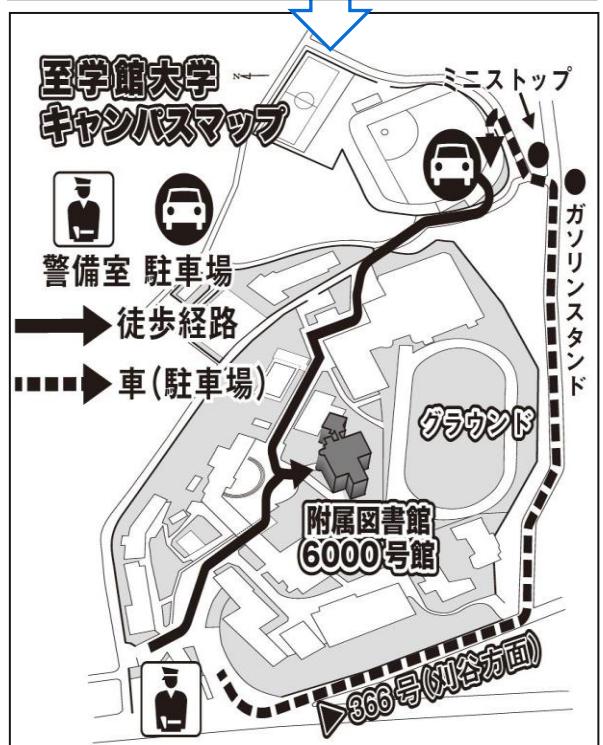 至学館大学
キャンパスマップ
N
ミニストップ
警備室 駐車場
徒歩経路
車(駐車場)
ガソリンスタンド
グラウンド
附属図書館
6000号館
366号(刈谷方面)